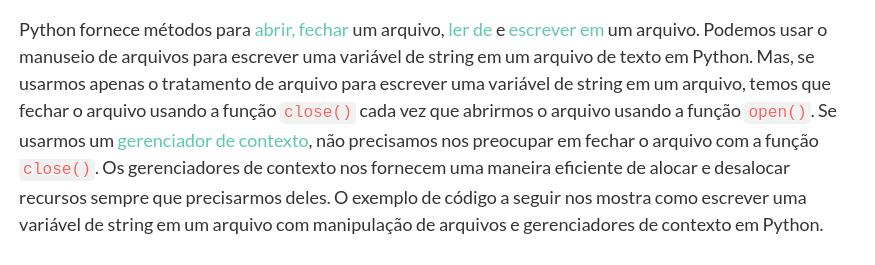 Python fornece métodos para abrir, fechar um arquivo, ler de e escrever em um arquivo. Podemos usar o
manuseio de arquivos para escrever uma variável de string em um arquivo de texto em Python. Mas, se
usarmos apenas o tratamento de arquivo para escrever uma variável de string em um arquivo, temos que
fechar o arquivo usando a função close() cada vez que abrirmos o arquivo usando a função open(). Se
usarmos um gerenciador de contexto, não precisamos nos preocupar em fechar o arquivo com a função
close(). Os gerenciadores de contexto nos fornecem uma maneira eficiente de alocar e desalocar
recursos sempre que precisarmos deles. O exemplo de código a seguir nos mostra como escrever uma
variável de string em um arquivo com manipulação de arquivos e gerenciadores de contexto em Python.